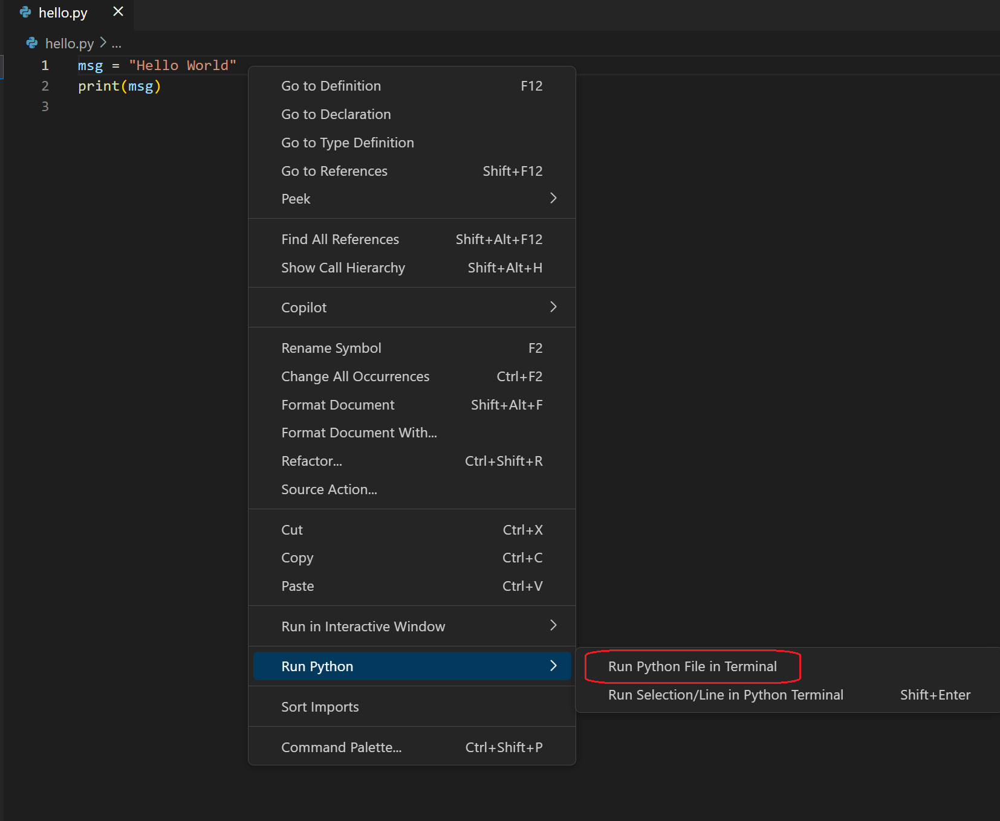 hello.py
hello.py > ...
1 msg = "Hello World"
2 print(msg)
3
Go to Definition F12
Go to Declaration
Go to Type Definition
Go to References Shift+F12
Peek
Find All References Shift+Alt+F12
Show Call Hierarchy Shift+Alt+H
Copilot
Rename Symbol F2
Change All Occurrences Ctrl+F2
Format Document Shift+Alt+F
Format Document With...
Refactor... Ctrl+Shift+R
Source Action...
Cut Ctrl+X
Copy Ctrl+C
Paste Ctrl+V
Run in Interactive Window
Run Python
Run Python File in Terminal
Run Selection/Line in Python Terminal Shift+Enter
Sort Imports
Command Palette... Ctrl+Shift+P